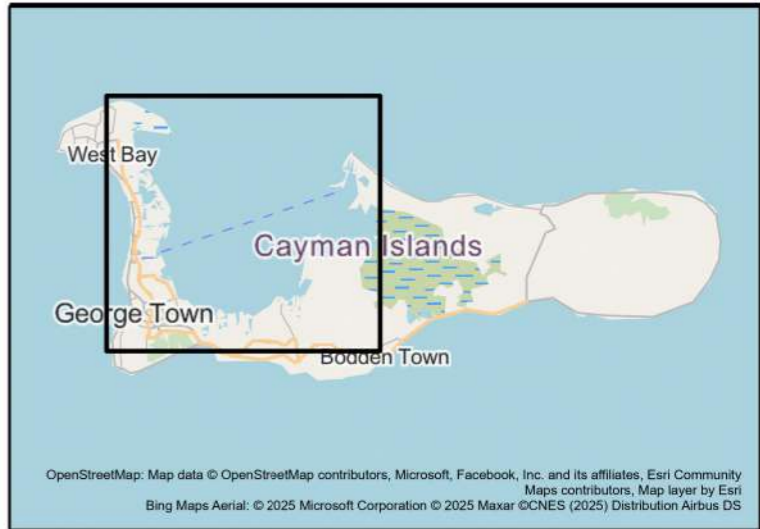 West Bay
Cayman Islands
George Town
Bodden Town
OpenStreetMap: Map data © OpenStreetMap contributors, Microsoft, Facebook, Inc. and its affiliates, Esri Community
Maps contributors, Map layer by Esri
Bing Maps Aerial: © 2025 Microsoft Corporation © 2025 Maxar ©CNES (2025) Distribution Airbus DS